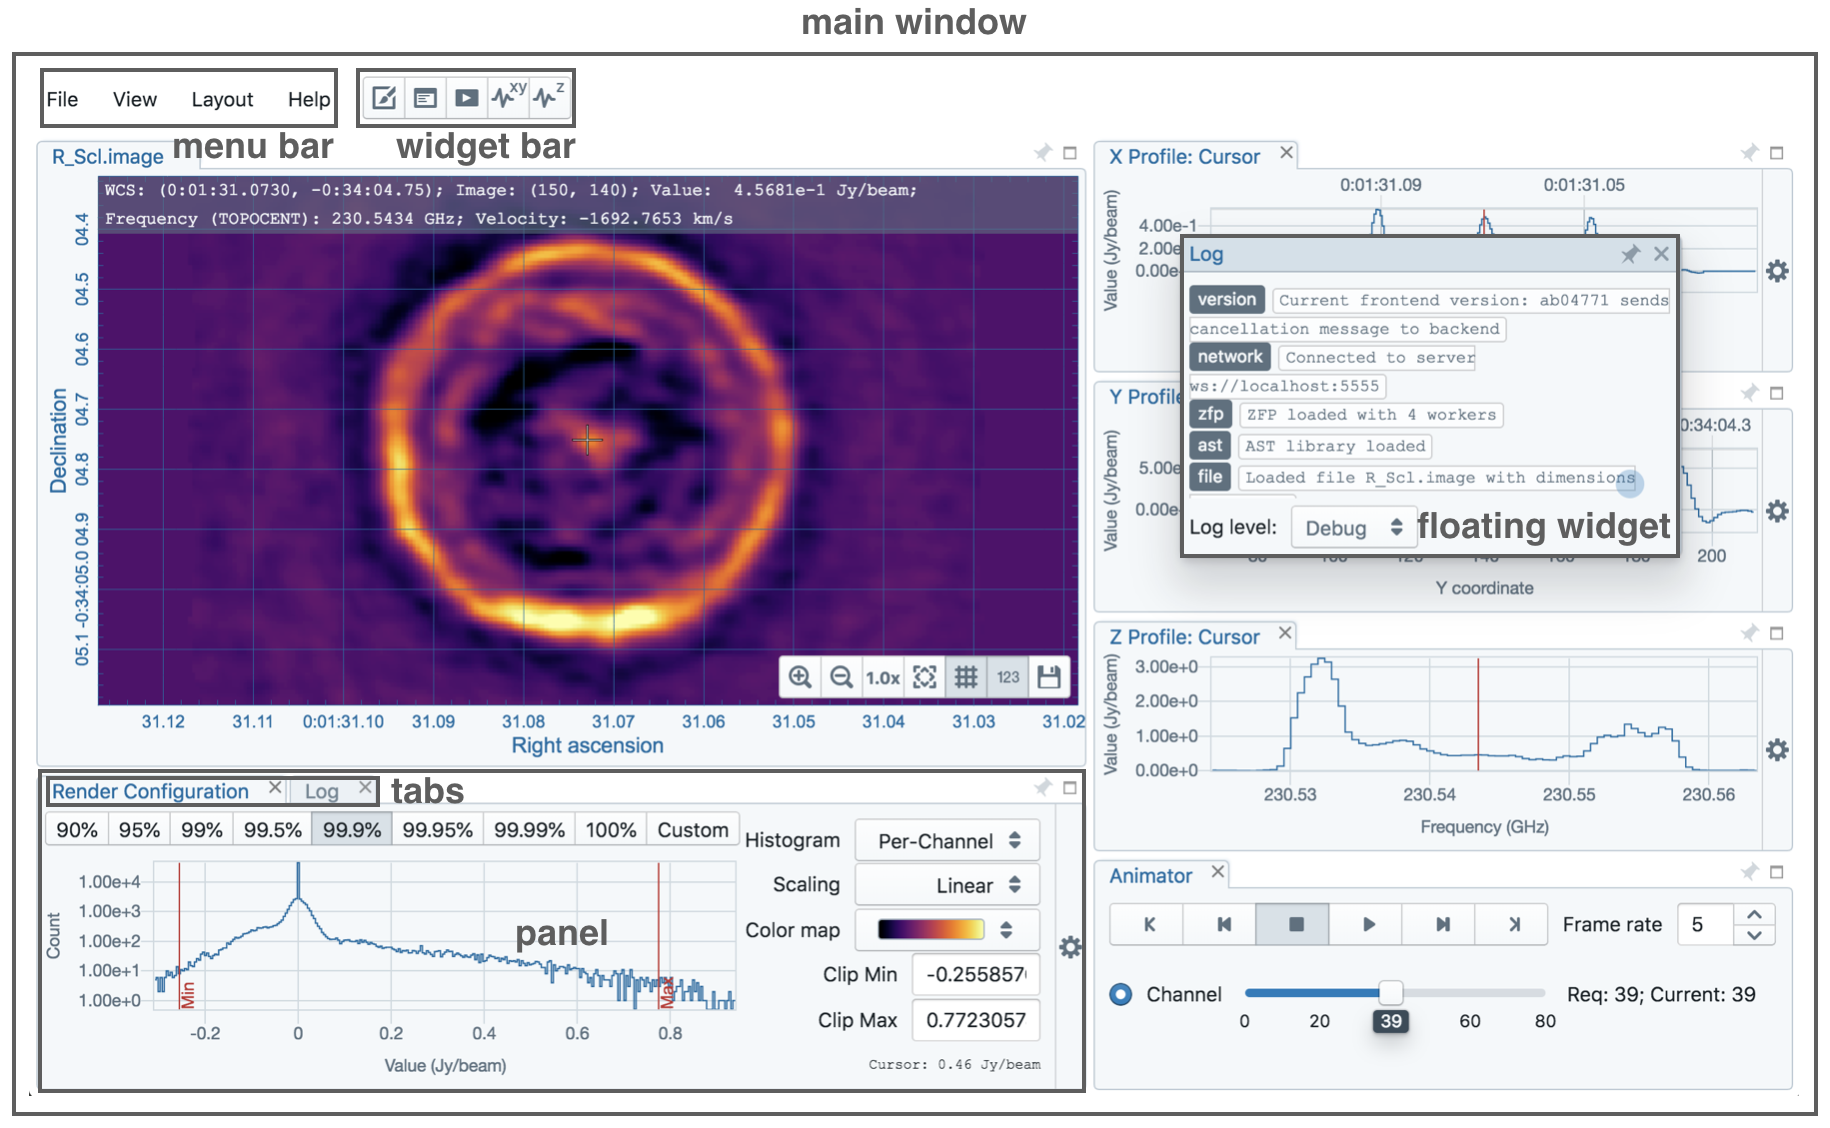 main window
File View Layout Help
xy z
menu bar
widget bar
R_Scl.image
WCS: (0:01:31.0730, -0:34:04.75); Image: (150, 140); Value: 4.5681e-1 Jy/beam;
Frequency (TOPOCENT): 230.5434 GHz; Velocity: -1692.7653 km/s
Declination
04.4
04.5
04.6
04.7
04.8
04.9
-0:34:05.0
05.1
1.0x 123
31.12 31.11 0:01:31.10 31.09 31.08 31.07 31.06 31.05 31.04 31.03 31.02
Right ascension
X Profile: Cursor
0:01:31.09 0:01:31.05
Value (Jy/beam)
4.00e-1
2.00e
0.00e
Log
version Current frontend version: ab04771 sends
cancellation message to backend
network Connected to server
ws://localhost:5555
zfp ZFP loaded with 4 workers
ast AST library loaded
file Loaded file R_Scl.image with dimensions
Log level: Debug
floating widget
Y Profile
0:34:04.3
Value (Jy/beam)
5.00e
0.00e
200
Y coordinate
Z Profile: Cursor
Value (Jy/beam)
3.00e+0
2.00e+0
1.00e+0
0.00e+0
230.53 230.54 230.55 230.56
Frequency (GHz)
Render Configuration Log
tabs
90% 95% 99% 99.5% 99.9% 99.95% 99.99% 100% Custom
Count
1.00e+4
1.00e+3
1.00e+2
1.00e+1
1.00e+0
Min
Max
panel
-0.2 0 0.2 0.4 0.6 0.8
Value (Jy/beam)
Histogram Per-Channel
Scaling Linear
Color map
Clip Min -0.255857
Clip Max 0.7723057
Cursor: 0.46 Jy/beam
Animator
Frame rate 5
Channel
Req: 39; Current: 39
0 20 39 60 80